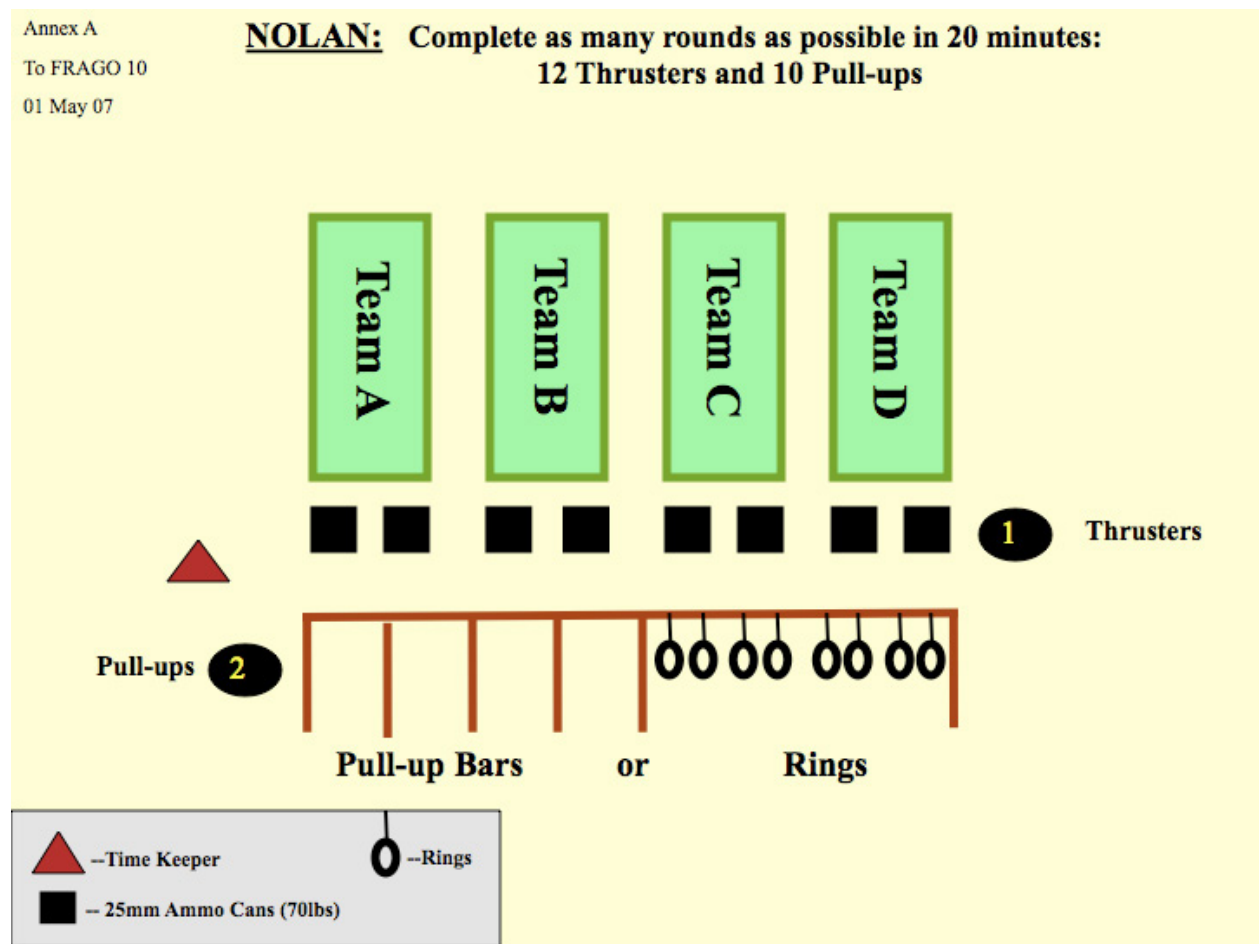 Annex A
To FRAGO 10
01 May 07
NOLAN: Complete as many rounds as possible in 20 minutes:
12 Thrusters and 10 Pull-ups
Team A
Team B
Team C
Team D
1 Thrusters
Pull-ups 2
Pull-up Bars or Rings
--Time Keeper
--Rings
-- 25mm Ammo Cans (70lbs)